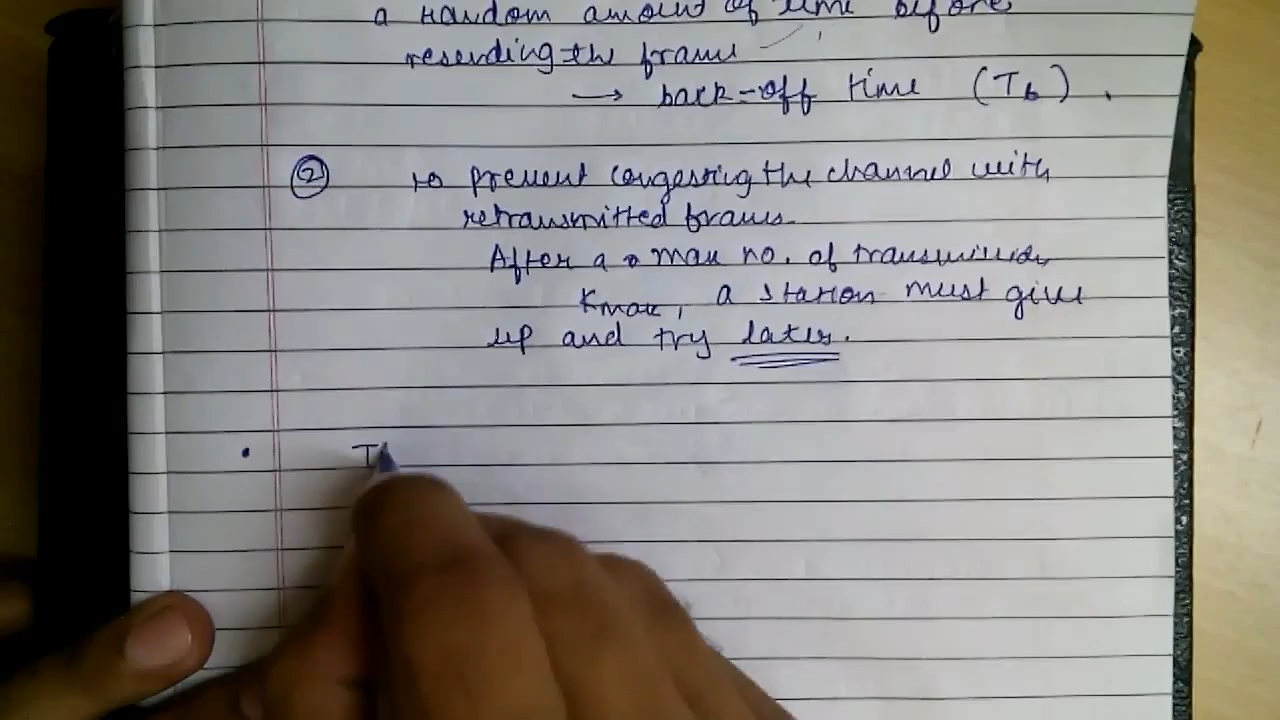 a random amount of time before
resending the frame
→ back-off time (Tb).
② to prevent congesting the channel with
retransmitted frames.
After a max no. of transmission
Kmax, a station must give
up and try later.
• T